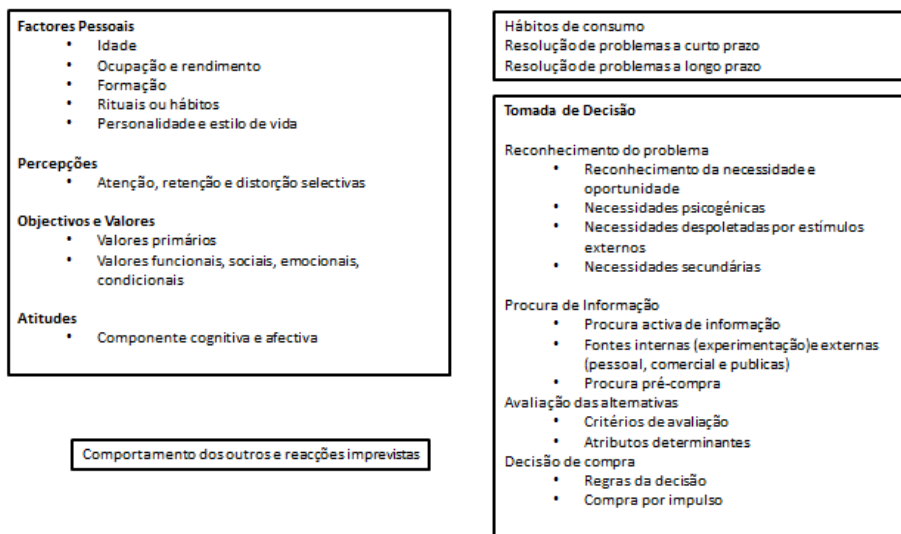 Factores Pessoais
• Idade
• Ocupação e rendimento
• Formação
• Rituais ou hábitos
• Personalidade e estilo de vida
Percepções
• Atenção, retenção e distorção selectivas
Objectivos e Valores
• Valores primários
• Valores funcionais, sociais, emocionais,
condicionais
Atitudes
• Componente cognitiva e afectiva
Comportamento dos outros e reacções imprevistas
Hábitos de consumo
Resolução de problemas a curto prazo
Resolução de problemas a longo prazo
Tomada de Decisão
Reconhecimento do problema
• Reconhecimento da necessidade e
oportunidade
• Necessidades psicogénicas
• Necessidades despoletadas por estímulos
externos
• Necessidades secundárias
Procura de Informação
• Procura activa de informação
• Fontes internas (experimentação)e externas
(pessoal, comercial e publicas)
• Procura pré-compra
Avaliação das alternativas
• Critérios de avaliação
• Atributos determinantes
Decisão de compra
• Regras da decisão
• Compra por impulso